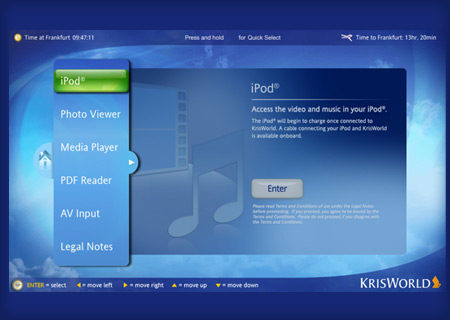 Time at Frankfurt 09:47:11
Press and hold for Quick Select
Time to Frankfurt: 13hr, 20min
iPod®
Photo Viewer
Media Player
PDF Reader
AV Input
Legal Notes
iPod®
Access the video and music in your iPod®.
The iPod® will begin to charge once connected to
KrisWorld. A cable connecting your iPod and KrisWorld
is available onboard.
Enter
Please read Terms and Conditions of use under the Legal Notes
before proceeding. If you proceed, you agree to be bound by the
Terms and Conditions. Please do not proceed if you disagree with
the Terms and Conditions.
ENTER = select = move left = move right = move up = move down
KRISWORLD